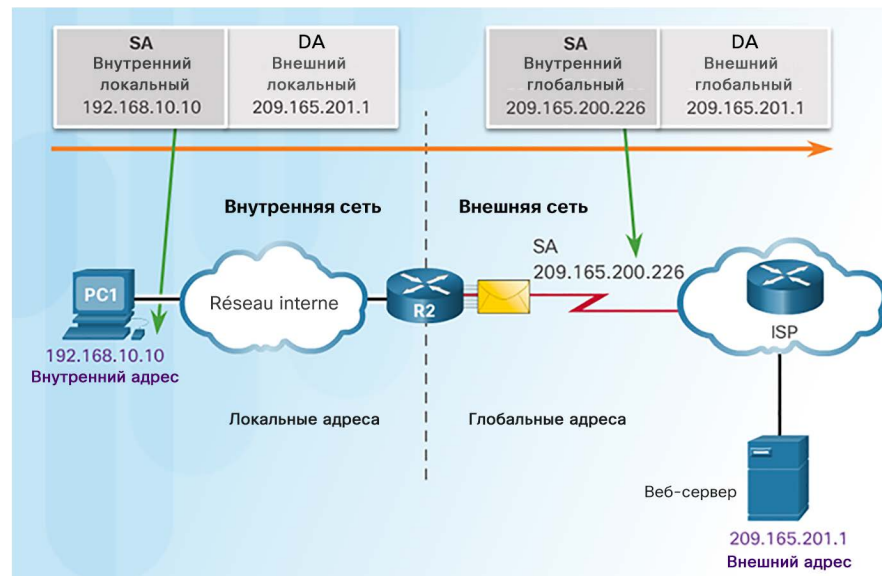 SA
Внутренний
локальный
192.168.10.10
DA
Внешний
локальный
209.165.201.1
SA
Внутренний
глобальный
209.165.200.226
DA
Внешний
глобальный
209.165.201.1
Внутренняя сеть
Внешняя сеть
SA
209.165.200.226
PC1
Réseau interne
R2
ISP
192.168.10.10
Внутренний адрес
Локальные адреса
Глобальные адреса
Веб-сервер
209.165.201.1
Внешний адрес